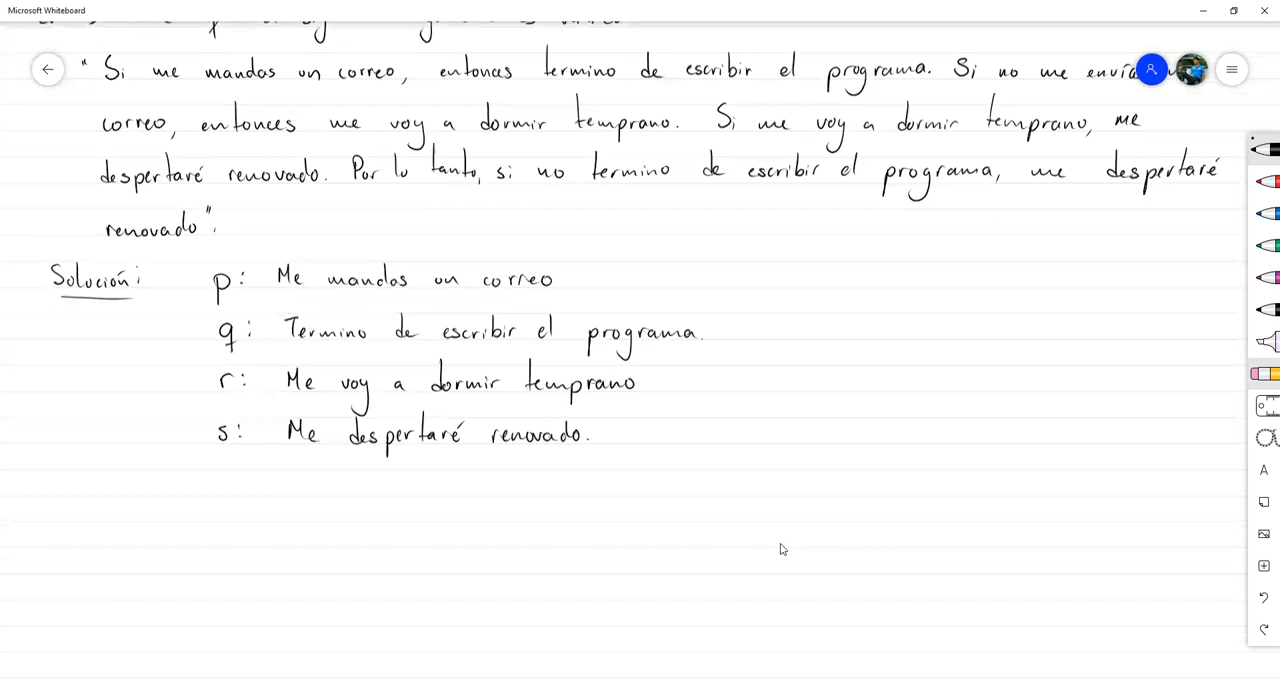 Microsoft Whiteboard
" Si me mandas un correo, entonces termino de escribir el programa. Si no me envía
correo, entonces me voy a dormir temprano. Si me voy a dormir temprano, me
despertaré renovado. Por lo tanto, si no termino de escribir el programa, me despertaré
renovado".
Solución:
p: Me mandas un correo
q: Termino de escribir el programa.
r: Me voy a dormir temprano
s: Me despertaré renovado.
A